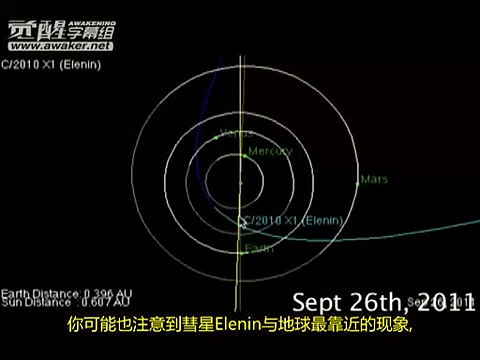 觉醒字幕组 AWAKENING
www.awaker.net
C/2010 X1 (Elenin)
Venus
Mercury
Mars
C/2010 X1 (Elenin)
Earth
Earth Distance: 0.396 AU
Sun Distance : 0.607 AU
Sept 26th, 2011
你可能也注意到彗星Elenin与地球最靠近的现象,